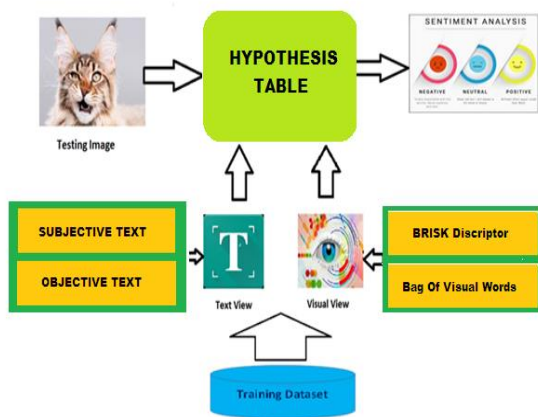 SENTIMENT ANALYSIS
HYPOTHESIS
TABLE
NEGATIVE
NEUTRAL
POSITIVE
Testing Image
SUBJECTIVE TEXT
OBJECTIVE TEXT
T
Text View
Visual View
BRISK Discriptor
Bag Of Visual Words
Training Dataset